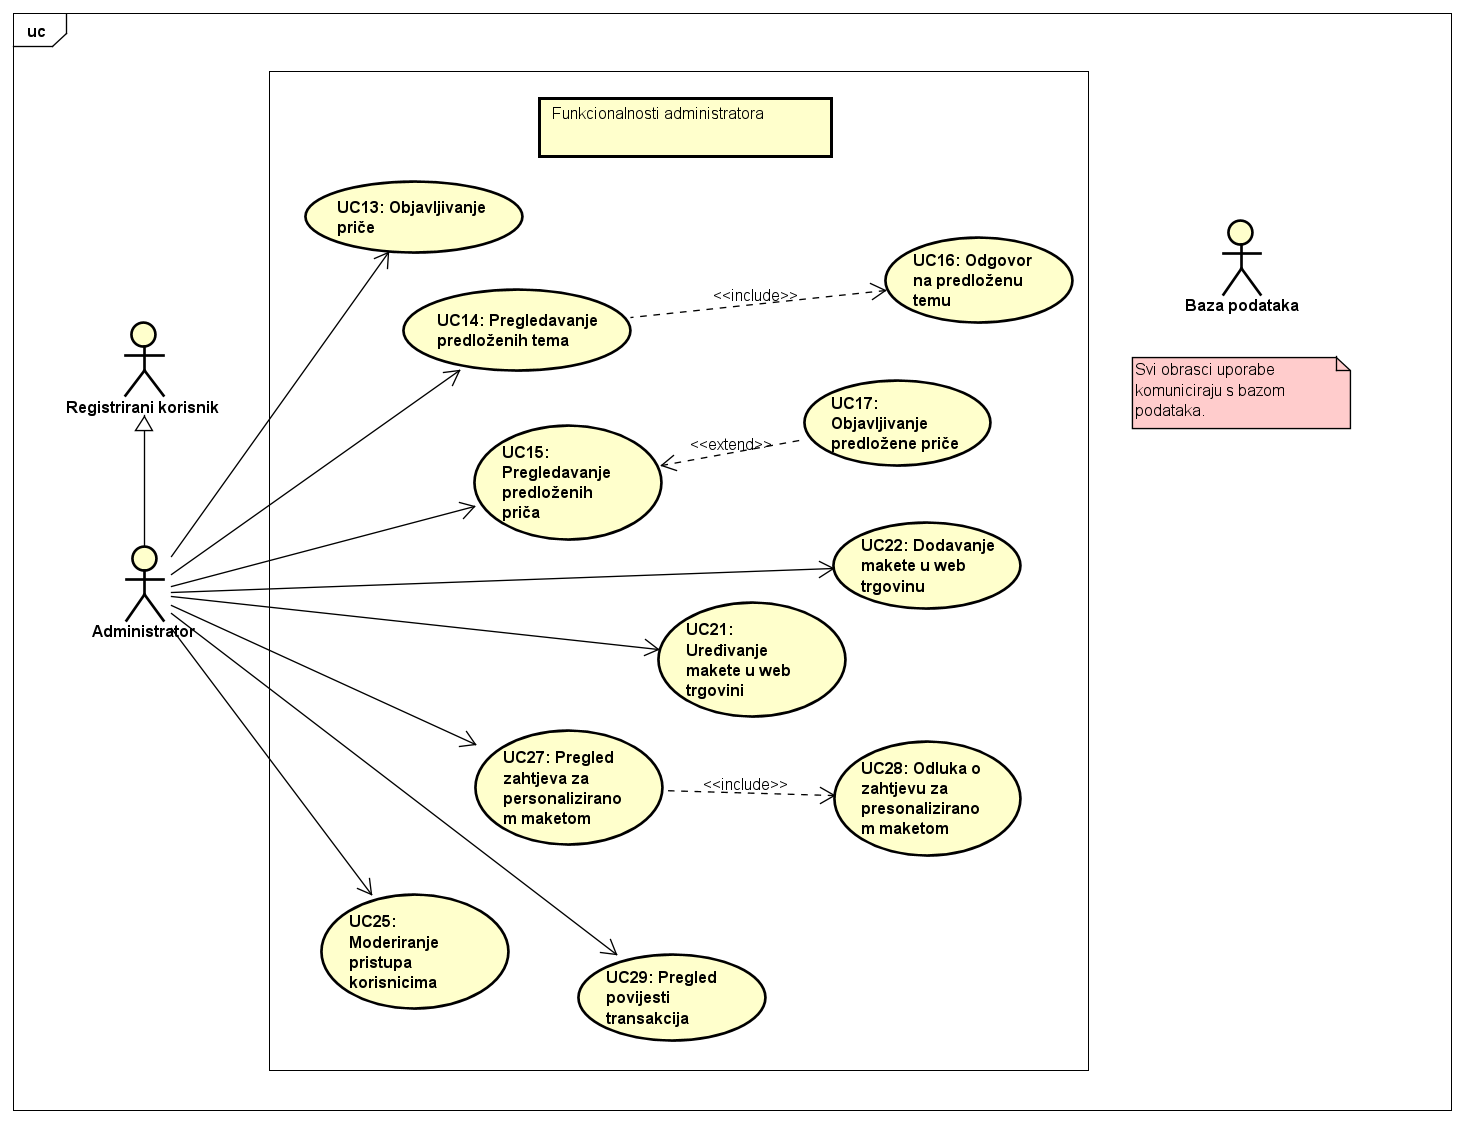 uc
Funkcionalnosti administratora
UC13: Objavljivanje
priče
UC16: Odgovor
na predloženu
temu
<<include>>
UC14: Pregledavanje
predloženih tema
Baza podataka
Svi obrasci uporabe
komuniciraju s bazom
podataka.
Registrirani korisnik
UC17:
Objavljivanje
predložene priče
<<extend>>
UC15:
Pregledavanje
predloženih
priča
UC22: Dodavanje
makete u web
trgovinu
Administrator
UC21:
Uređivanje
makete u web
trgovini
UC27: Pregled
zahtjeva za
personalizirano
m maketom
<<include>>
UC28: Odluka o
zahtjevu za
presonalizirano
m maketom
UC25:
Moderiranje
pristupa
korisnicima
UC29: Pregled
povijesti
transakcija